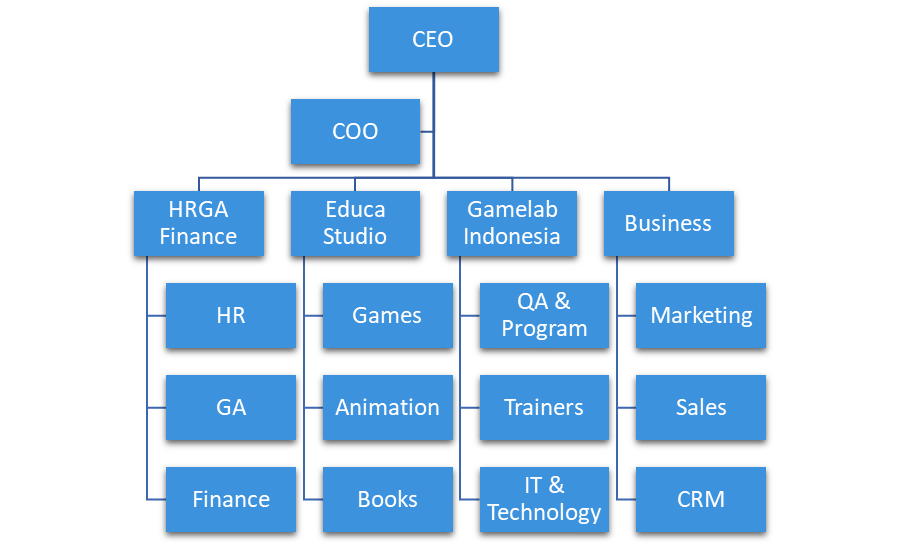 CEO
COO
HRGA
Finance
Educa
Studio
Gamelab
Indonesia
Business
HR
Games
QA &
Program
Marketing
GA
Animation
Trainers
Sales
Finance
Books
IT &
Technology
CRM